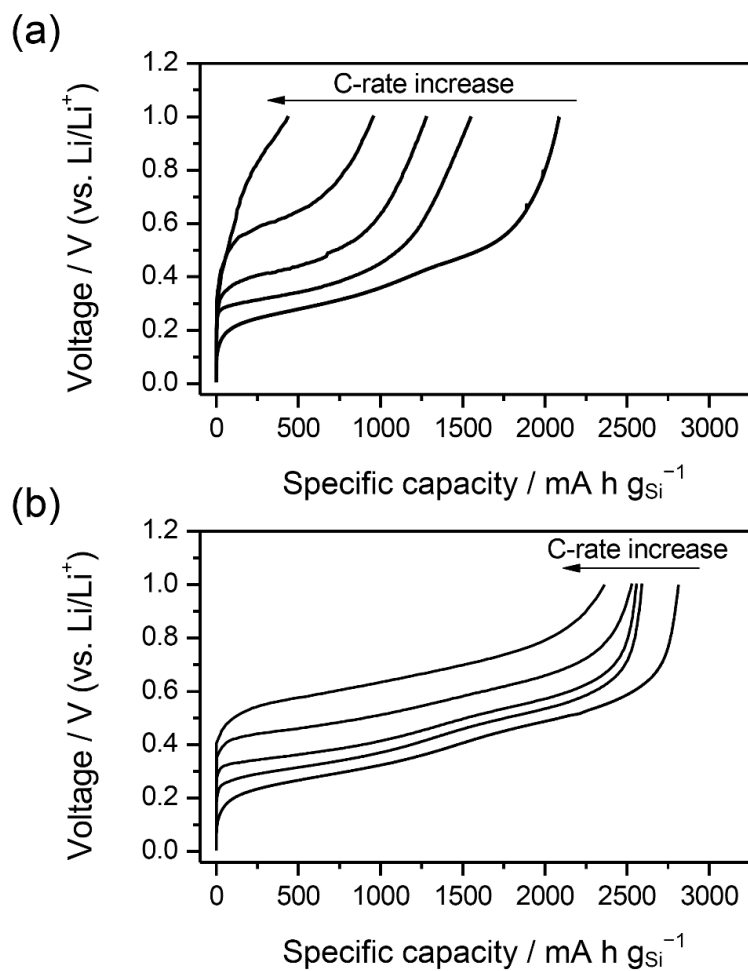 (a)
C-rate increase
1.2
1.0
0.8
0.6
0.4
0.2
0.0
Voltage / V (vs. Li/Li⁺)
0 500 1000 1500 2000 2500 3000
Specific capacity / mA h g_Si⁻¹
(b)
C-rate increase
1.2
1.0
0.8
0.6
0.4
0.2
0.0
Voltage / V (vs. Li/Li⁺)
0 500 1000 1500 2000 2500 3000
Specific capacity / mA h g_Si⁻¹